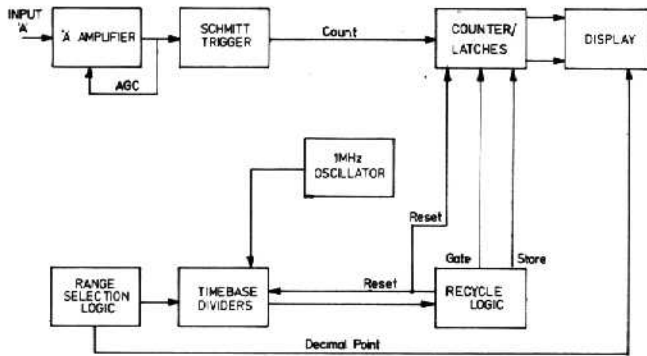 INPUT
'A'
'A' AMPLIFIER
AGC
SCHMITT
TRIGGER
Count
COUNTER/
LATCHES
DISPLAY
1MHz
OSCILLATOR
Reset
Gate
Store
RANGE
SELECTION
LOGIC
TIMEBASE
DIVIDERS
Reset
RECYCLE
LOGIC
Decimal Point